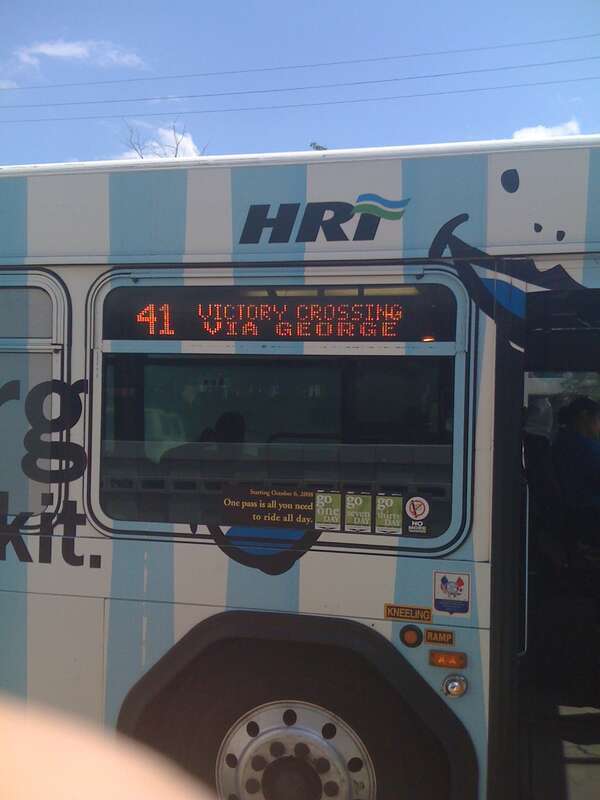 HRT
41 VICTORY CROSSING
VIA GEORGE
rg
kit.
Starting October 6, 2008
One pass is all you need
to ride all day.
go
one
DAY
go
seven
DAY
go
thirty
DAY
NO
MORE
KNEELING
RAMP